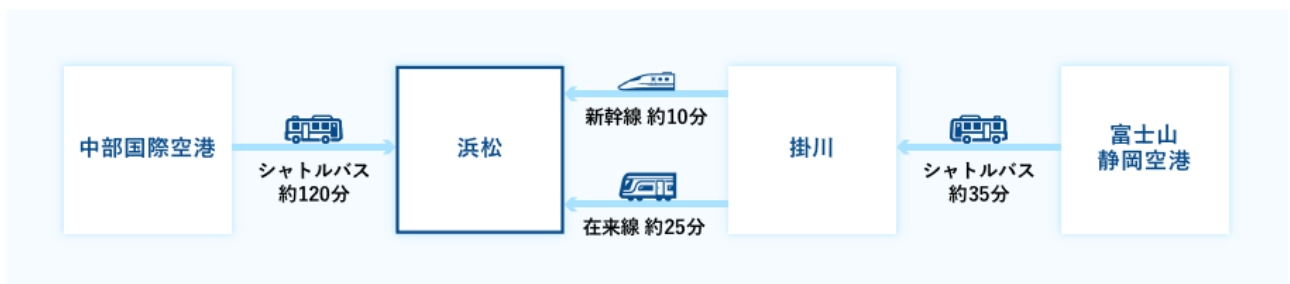 中部国際空港
シャトルバス
約120分
浜松
新幹線 約10分
在来線 約25分
掛川
シャトルバス
約35分
富士山
静岡空港